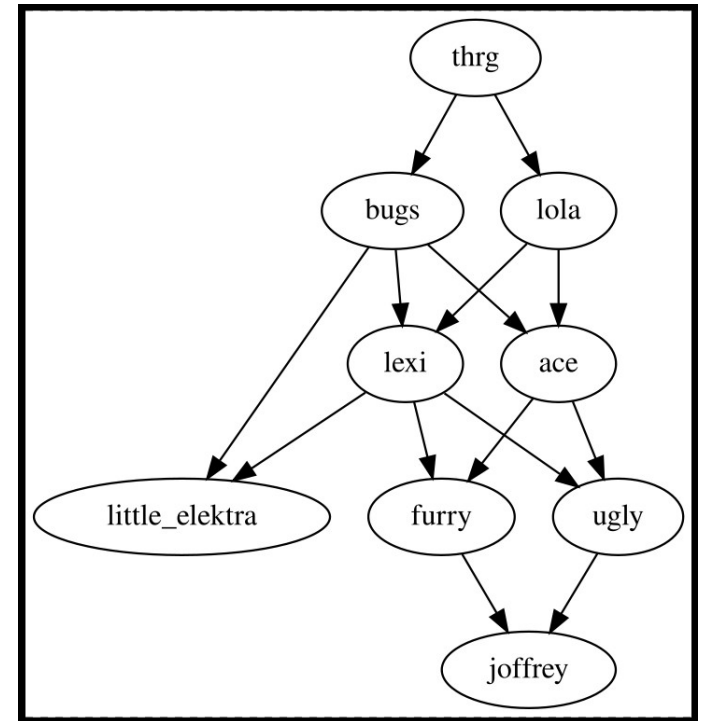 thrg
bugs
lola
lexi
ace
little_elektra
furry
ugly
joffrey